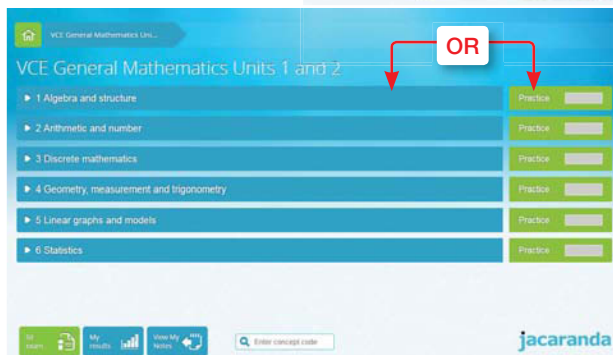 VCE General Mathematics Uni...
OR
VCE General Mathematics Units 1 and 2
1 Algebra and structure
Practice
2 Arithmetic and number
Practice
3 Discrete mathematics
Practice
4 Geometry, measurement and trigonometry
Practice
5 Linear graphs and models
Practice
6 Statistics
Practice
Sit
exam
My
results
View My
Notes
Enter concept code
jacaranda